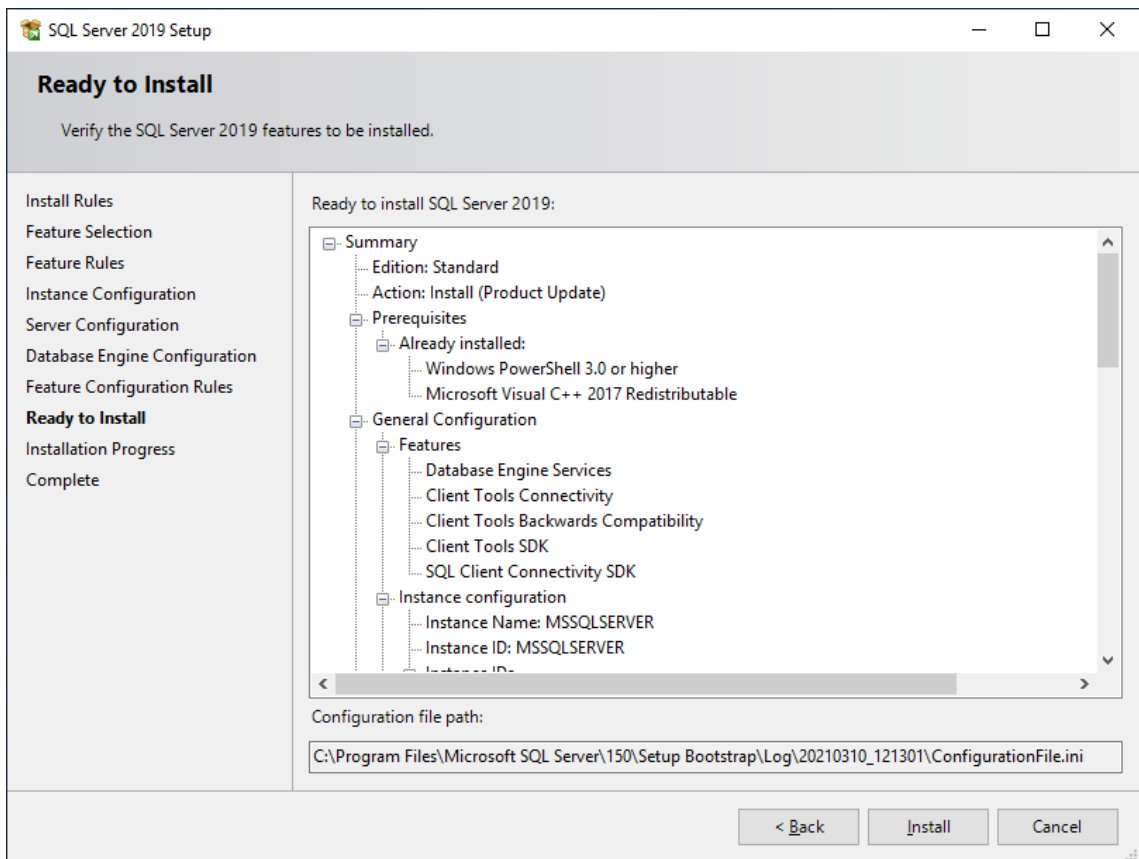 SQL Server 2019 Setup
Ready to Install
Verify the SQL Server 2019 features to be installed.
Install Rules
Feature Selection
Feature Rules
Instance Configuration
Server Configuration
Database Engine Configuration
Feature Configuration Rules
Ready to Install
Installation Progress
Complete
Ready to install SQL Server 2019:
Summary
Edition: Standard
Action: Install (Product Update)
Prerequisites
Already installed:
Windows PowerShell 3.0 or higher
Microsoft Visual C++ 2017 Redistributable
General Configuration
Features
Database Engine Services
Client Tools Connectivity
Client Tools Backwards Compatibility
Client Tools SDK
SQL Client Connectivity SDK
Instance configuration
Instance Name: MSSQLSERVER
Instance ID: MSSQLSERVER
Instance IDs
Configuration file path:
C:\Program Files\Microsoft SQL Server\150\Setup Bootstrap\Log\20210310_121301\ConfigurationFile.ini
< Back
Install
Cancel